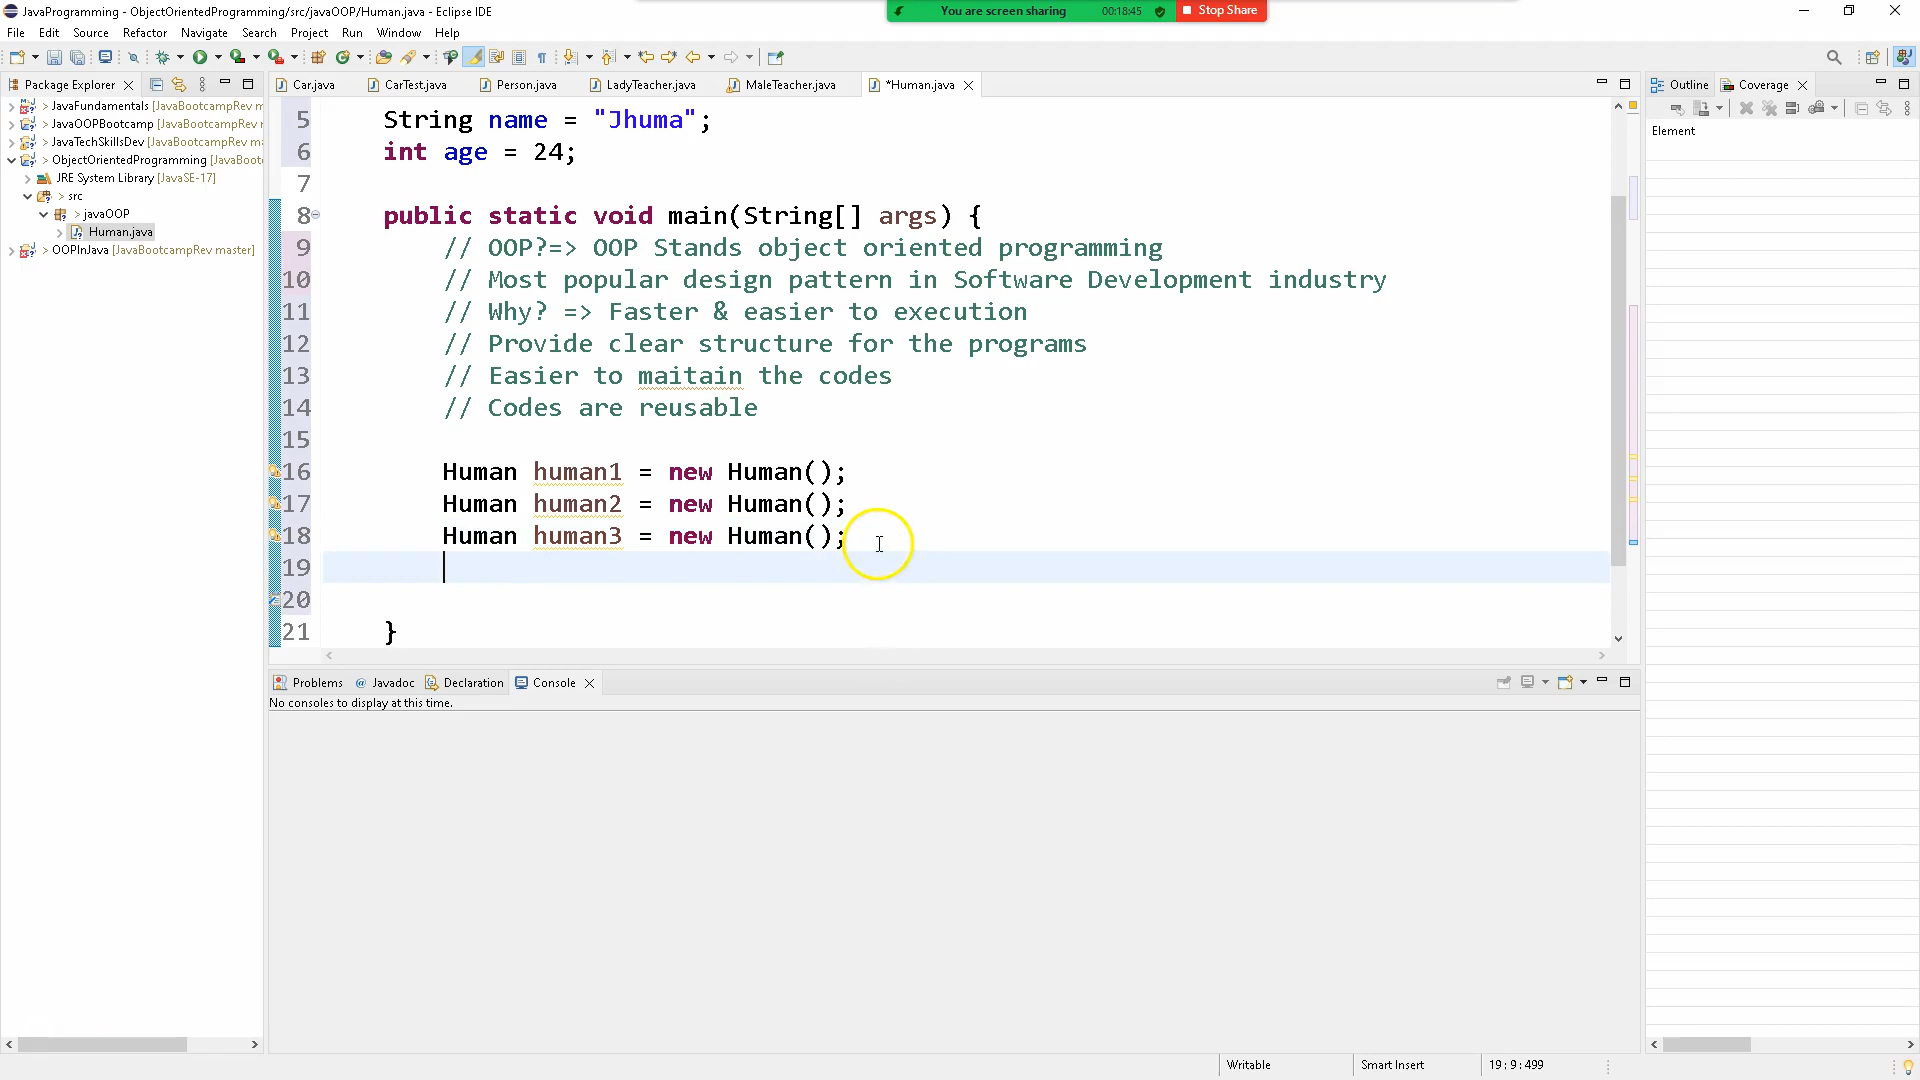 JavaProgramming - ObjectOrientedProgramming/src/javaOOP/Human.java - Eclipse IDE
You are screen sharing 00:18:45 Stop Share
File Edit Source Refactor Navigate Search Project Run Window Help
Package Explorer
Car.java CarTest.java Person.java LadyTeacher.java MaleTeacher.java *Human.java
Outline Coverage
> JavaFundamentals [JavaBootcampRev m
> JavaOOPBootcamp [JavaBootcampRev
> JavaTechSkillsDev [JavaBootcampRev ma
> ObjectOrientedProgramming [JavaBoot
JRE System Library [JavaSE-17]
> src
> javaOOP
Human.java
> OOPInJava [JavaBootcampRev master]
5 String name = "Jhuma";
6 int age = 24;
7
8 public static void main(String[] args) {
9 // OOP?=> OOP Stands object oriented programming
10 // Most popular design pattern in Software Development industry
11 // Why? => Faster & easier to execution
12 // Provide clear structure for the programs
13 // Easier to maitain the codes
14 // Codes are reusable
15
16 Human human1 = new Human();
17 Human human2 = new Human();
18 Human human3 = new Human();
19
20
21 }
Element
Problems @ Javadoc Declaration Console
No consoles to display at this time.
Writable Smart Insert 19:9:499